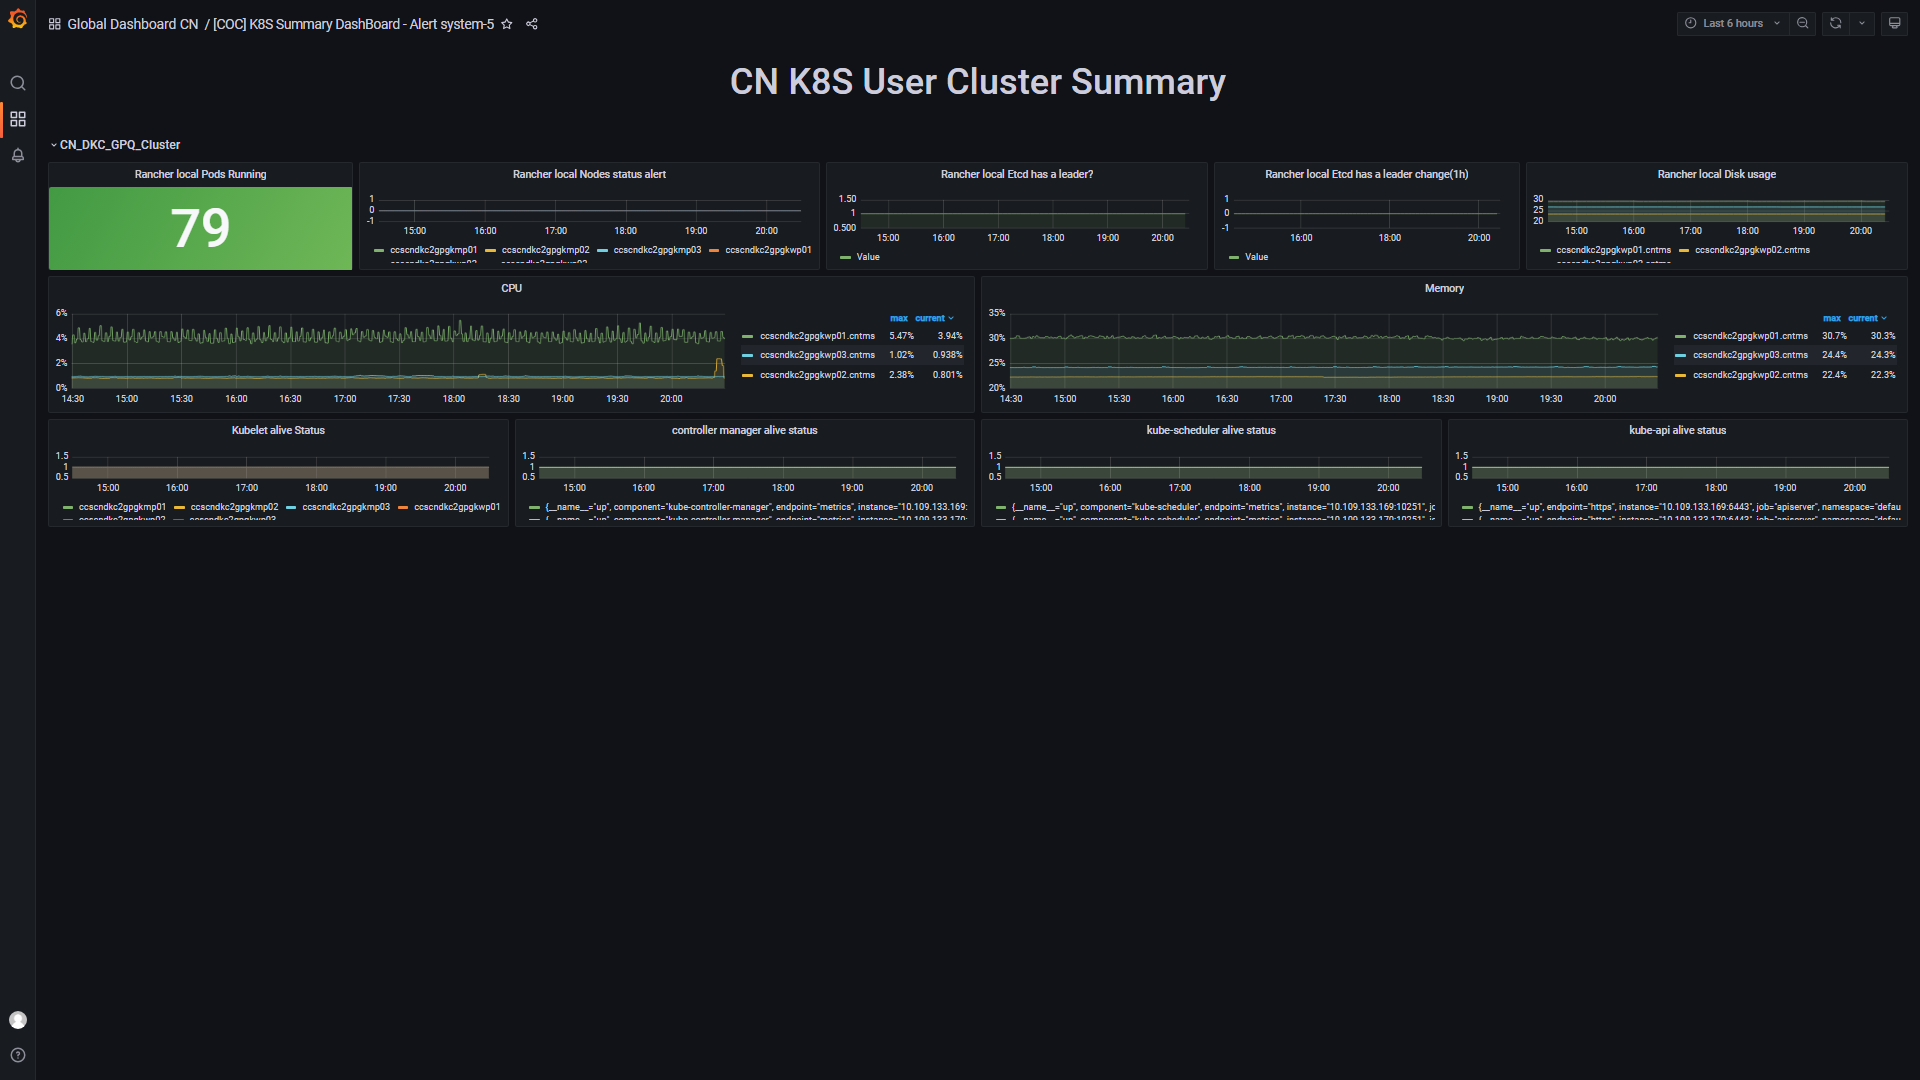 Global Dashboard CN / [COC] K8S Summary DashBoard - Alert system-5
Last 6 hours
CN K8S User Cluster Summary
CN_DKC_GPQ_Cluster
Rancher local Pods Running
79
Rancher local Nodes status alert
1
0
-1
15:00 16:00 17:00 18:00 19:00 20:00
ccscndkc2gpgkmp01 ccscndkc2gpgkmp02 ccscndkc2gpgkmp03 ccscndkc2gpgkwp01
Rancher local Etcd has a leader?
1.50
1
0.500
15:00 16:00 17:00 18:00 19:00 20:00
Value
Rancher local Etcd has a leader change(1h)
1
0
-1
16:00 18:00 20:00
Value
Rancher local Disk usage
30
25
20
15:00 16:00 17:00 18:00 19:00 20:00
ccscndkc2gpgkwp01.cntms ccscndkc2gpgkwp02.cntms
CPU
6%
4%
2%
0%
14:30 15:00 15:30 16:00 16:30 17:00 17:30 18:00 18:30 19:00 19:30 20:00
max current
ccscndkc2gpgkwp01.cntms 5.47% 3.94%
ccscndkc2gpgkwp03.cntms 1.02% 0.938%
ccscndkc2gpgkwp02.cntms 2.38% 0.801%
Memory
35%
30%
25%
20%
14:30 15:00 15:30 16:00 16:30 17:00 17:30 18:00 18:30 19:00 19:30 20:00
max current
ccscndkc2gpgkwp01.cntms 30.7% 30.3%
ccscndkc2gpgkwp03.cntms 24.4% 24.3%
ccscndkc2gpgkwp02.cntms 22.4% 22.3%
Kubelet alive Status
1.5
1
0.5
15:00 16:00 17:00 18:00 19:00 20:00
ccscndkc2gpgkmp01 ccscndkc2gpgkmp02 ccscndkc2gpgkmp03 ccscndkc2gpgkwp01
controller manager alive status
1.5
1
0.5
15:00 16:00 17:00 18:00 19:00 20:00
{__name__="up", component="kube-controller-manager", endpoint="metrics", instance="10.109.133.169:
kube-scheduler alive status
1.5
1
0.5
15:00 16:00 17:00 18:00 19:00 20:00
{__name__="up", component="kube-scheduler", endpoint="metrics", instance="10.109.133.169:10251", jc
kube-api alive status
1.5
1
0.5
15:00 16:00 17:00 18:00 19:00 20:00
{__name__="up", endpoint="https", instance="10.109.133.169:6443", job="apiserver", namespace="defau